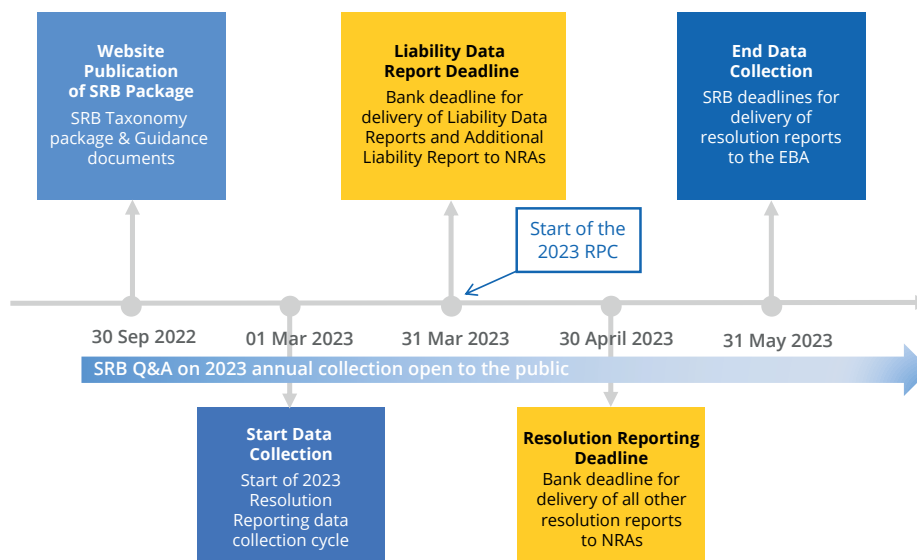 Website
Publication
of SRB Package
SRB Taxonomy
package & Guidance
documents
Liability Data
Report Deadline
Bank deadline for
delivery of Liability Data
Reports and Additional
Liability Report to NRAs
End Data
Collection
SRB deadlines for
delivery of
resolution reports
to the EBA
Start of the
2023 RPC
30 Sep 2022
01 Mar 2023
31 Mar 2023
30 April 2023
31 May 2023
SRB Q&A on 2023 annual collection open to the public
Start Data
Collection
Start of 2023
Resolution
Reporting data
collection cycle
Resolution Reporting
Deadline
Bank deadline for
delivery of all other
resolution reports
to NRAs